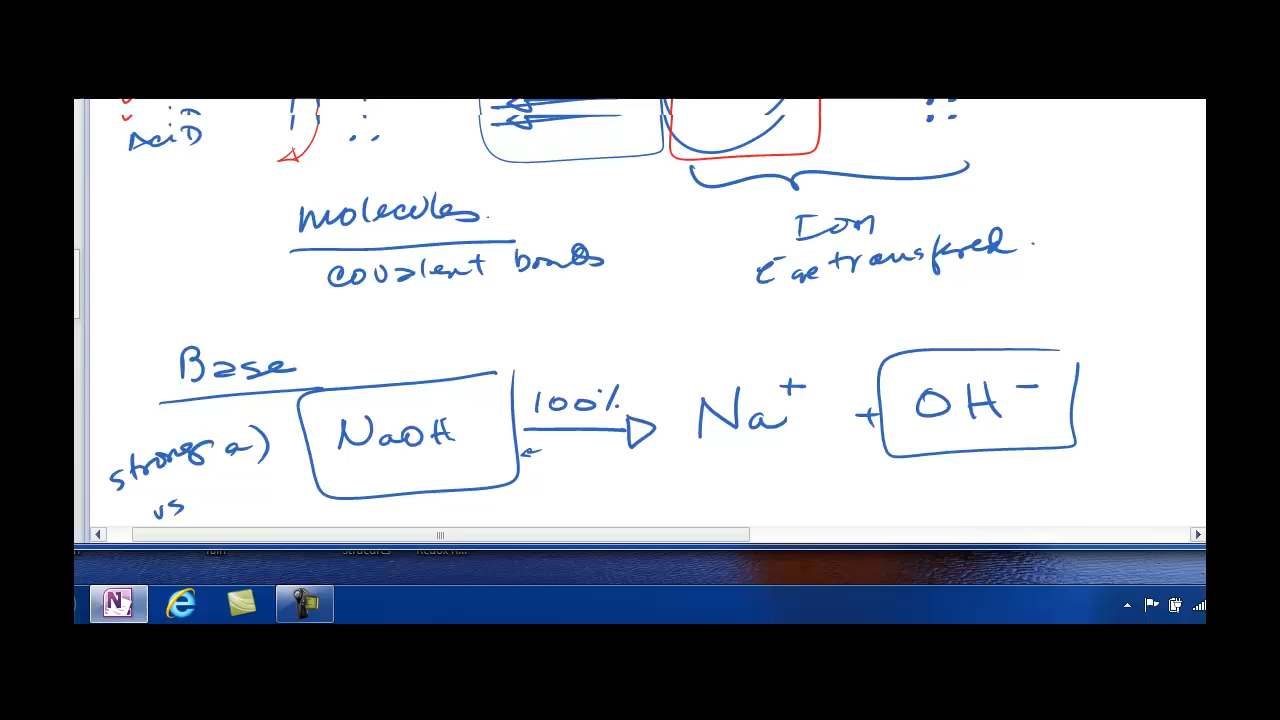 AciD
molecules.
covalent bonds
Ion
e⁻ are transferred.
Base
strong a) NaOH 100% Na⁺ + OH⁻
vs